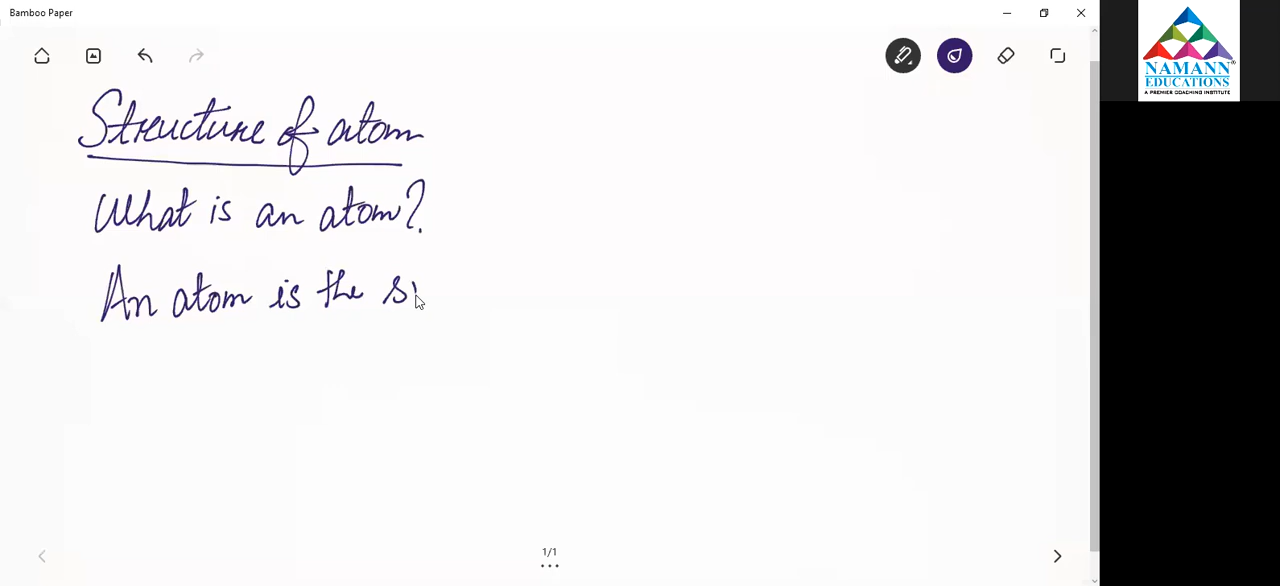 Bamboo Paper
NAMANN®
EDUCATIONS
A PREMIER COACHING INSTITUTE
Structure of atom
What is an atom?
An atom is the s
1/1